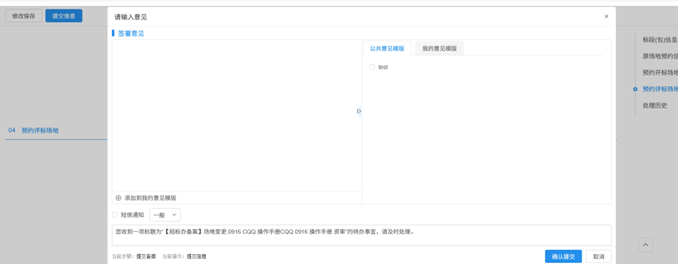 修改保存
提交信息
请输入意见
×
签署意见
公共意见模版
我的意见模版
test
添加到我的意见模版
短信通知
一般
您收到一项标题为“【招标办备案】场地变更:0916 CQQ 操作手册CQQ 0916 操作手册 资审”的待办事宜，请及时处理。
当前步骤：提交备案 当前操作：提交信息
确认提交
取消
04 预约评标场地
标段(包)信息
原场地预约信
预约开标场地
预约评标场地
处理历史